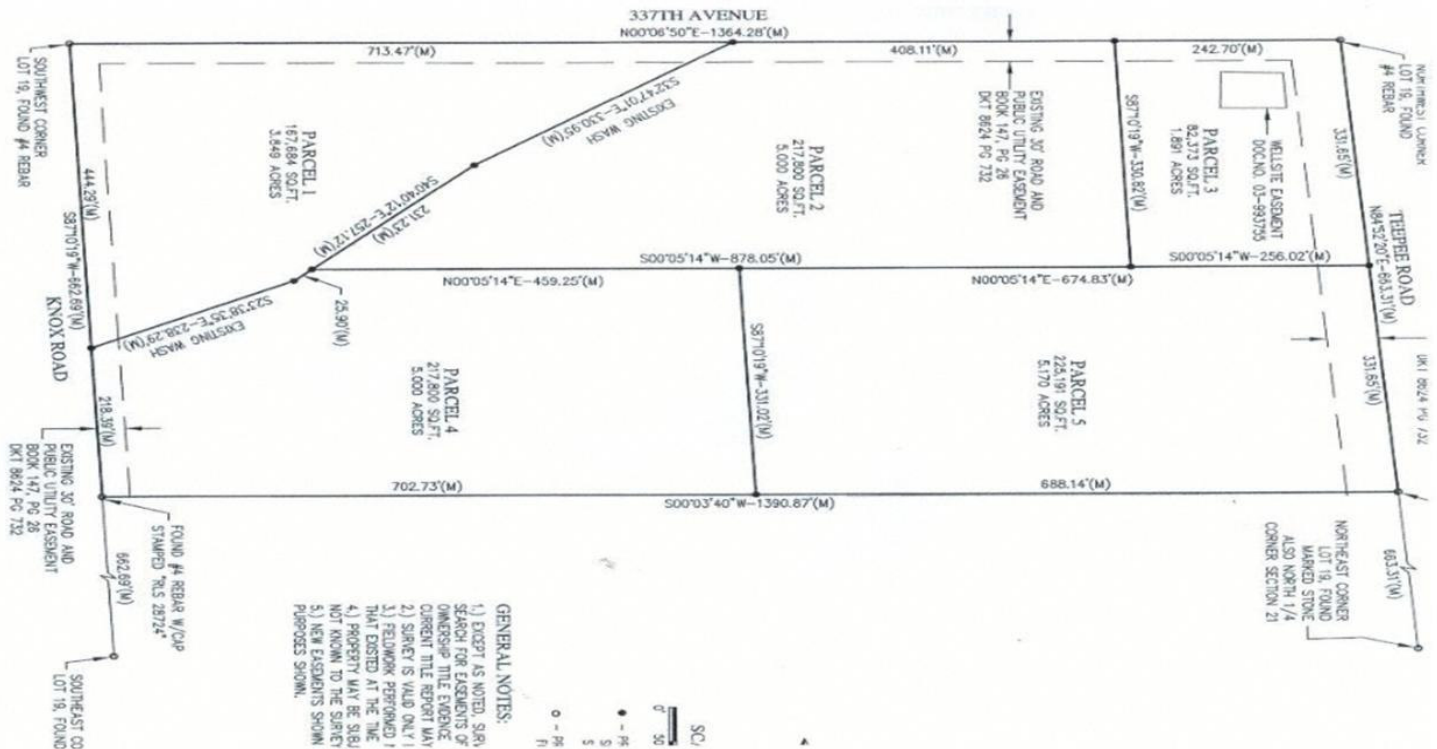 337TH AVENUE
N00°06'50"E-1364.28'(M)
713.47'(M)
408.11'(M)
242.70'(M)
SOUTHWEST CORNER
LOT 19, FOUND #4 REBAR
NORTHWEST CORNER
LOT 19, FOUND
#4 REBAR
S32°47'01"E-330.95'(M)
EXISTING WASH
EXISTING 30' ROAD AND
PUBLIC UTILITY EASEMENT
BOOK 147, PG 26
DKT 8624 PG 732
S87°10'19"W-330.82'(M)
PARCEL 3
82,373 SQ.FT.
1.891 ACRES
WELLSITE EASEMENT
DOC.NO. 03-993755
331.65'(M)
TEEPEE ROAD
N84°52'20"E-663.31'(M)
PARCEL 1
167,684 SQ.FT.
3.849 ACRES
PARCEL 2
217,800 SQ.FT.
5.000 ACRES
444.29'(M)
S87°10'19"W-662.69'(M)
KNOX ROAD
S40°40'12"E-257.12'(M)
231.23'(M)
S00°05'14"W-878.05'(M)
S00°05'14"W-256.02'(M)
N00°05'14"E-459.25'(M)
N00°05'14"E-674.83'(M)
25.90'(M)
S23°38'35"E-238.29'(M)
EXISTING WASH
S87°10'19"W-331.02'(M)
PARCEL 4
217,800 SQ.FT.
5.000 ACRES
PARCEL 5
225,191 SQ.FT.
5.170 ACRES
331.65'(M)
DKT 8624 PG 732
218.39'(M)
702.73'(M)
S00°03'40"W-1390.87'(M)
688.14'(M)
EXISTING 30' ROAD AND
PUBLIC UTILITY EASEMENT
BOOK 147, PG 26
DKT 8624 PG 732
FOUND #4 REBAR W/CAP
STAMPED "RLS 28724"
662.69'(M)
SOUTHEAST CO
LOT 19, FOUND
NORTHEAST CORNER
LOT 19, FOUND
MARKED STONE
ALSO NORTH 1/4
CORNER SECTION 21
663.31'(M)
GENERAL NOTES:
1.) EXCEPT AS NOTED, SURV
SEARCH FOR EASEMENTS OF
OWNERSHIP TITLE EVIDENCE
CURRENT TITLE REPORT MAY
2.) SURVEY IS VALID ONLY
3.) FIELDWORK PERFORMED
THAT EXISTED AT THE TIME
4.) PROPERTY MAY BE SUBJ
NOT KNOWN TO THE SURVEY
5.) NEW EASEMENTS SHOWN
PURPOSES SHOWN.
SCA
0' 50